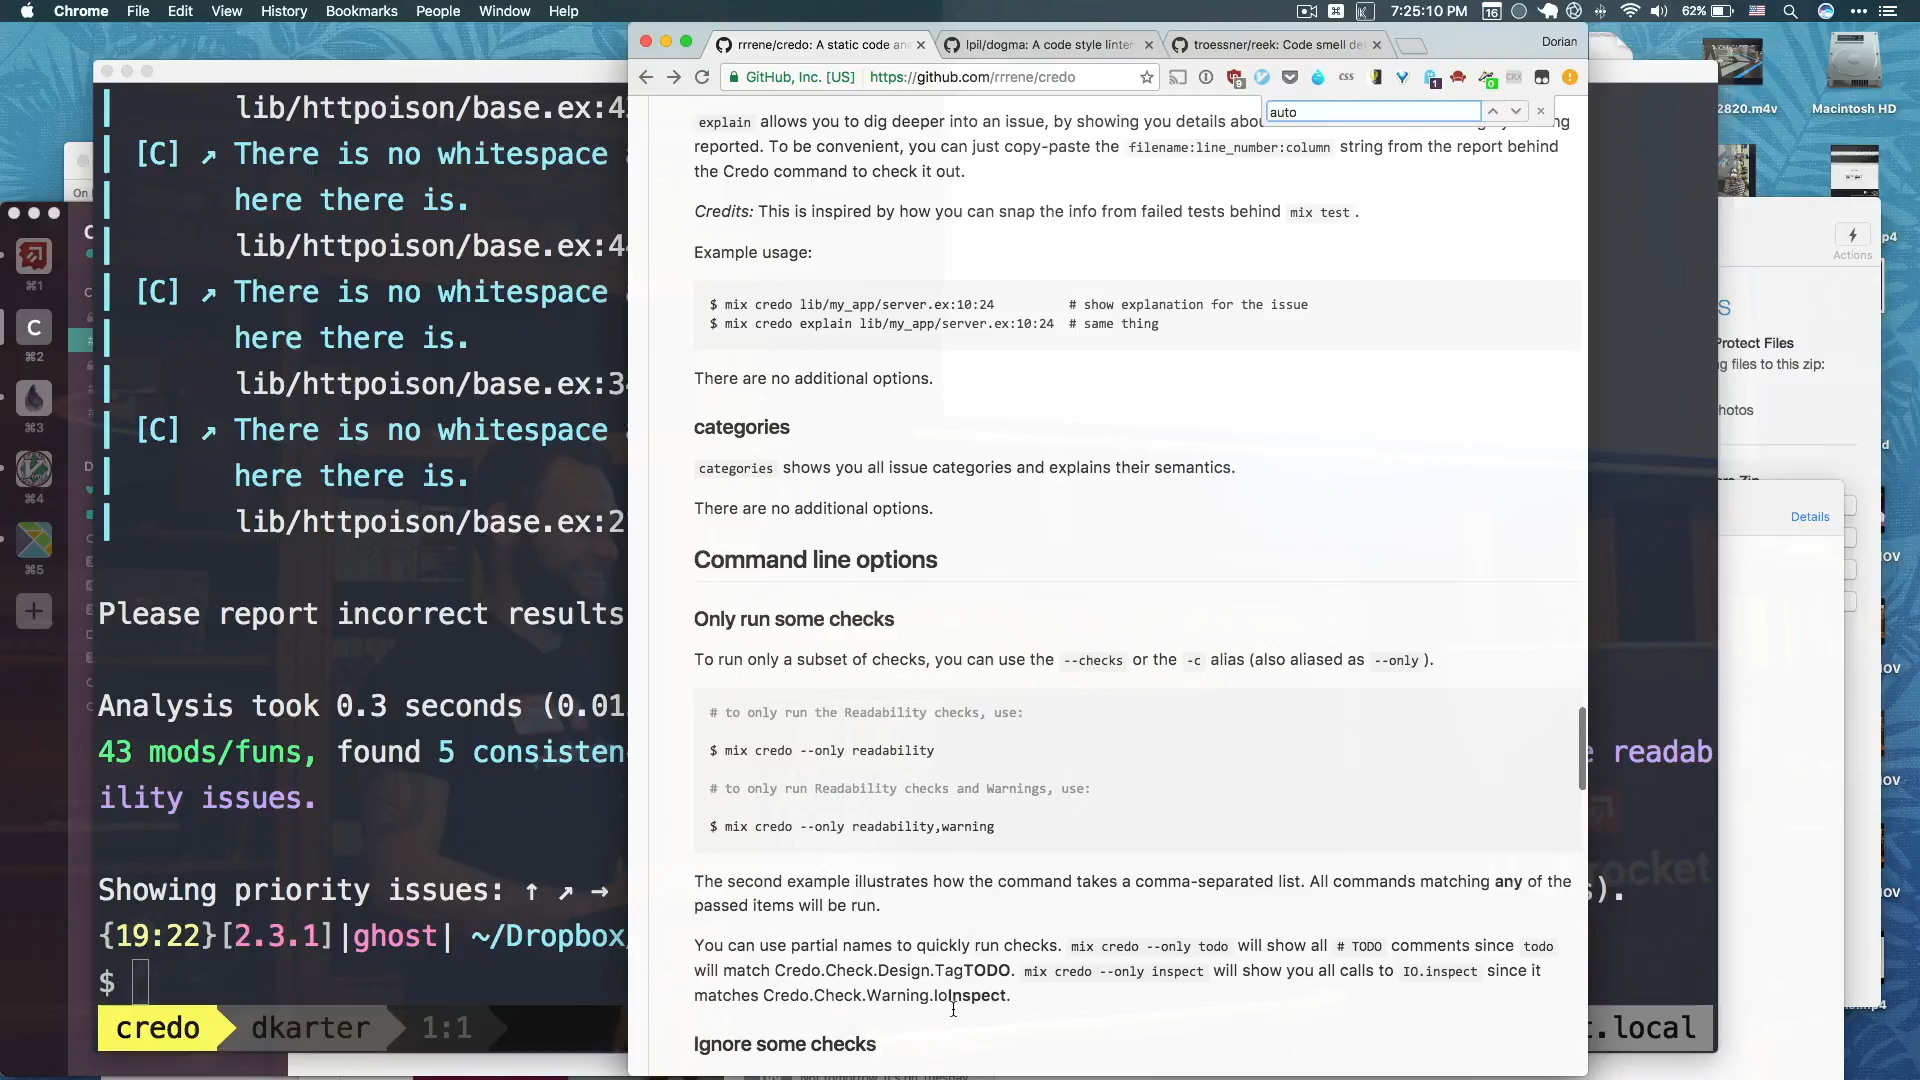 Chrome File Edit View History Bookmarks People Window Help
7:25:10 PM 16 62%
rrrene/credo: A static code an
lpil/dogma: A code style linter
troessner/reek: Code smell de
Dorian
GitHub, Inc. [US] https://github.com/rrrene/credo
auto
explain allows you to dig deeper into an issue, by showing you details abou
reported. To be convenient, you can just copy-paste the filename:line_number:column string from the report behind
the Credo command to check it out.
Credits: This is inspired by how you can snap the info from failed tests behind mix test .
Example usage:
$ mix credo lib/my_app/server.ex:10:24 # show explanation for the issue
$ mix credo explain lib/my_app/server.ex:10:24 # same thing
There are no additional options.
categories
categories shows you all issue categories and explains their semantics.
There are no additional options.
Command line options
Only run some checks
To run only a subset of checks, you can use the --checks or the -c alias (also aliased as --only ).
# to only run the Readability checks, use:
$ mix credo --only readability
# to only run Readability checks and Warnings, use:
$ mix credo --only readability,warning
The second example illustrates how the command takes a comma-separated list. All commands matching any of the
passed items will be run.
You can use partial names to quickly run checks. mix credo --only todo will show all # TODO comments since todo
will match Credo.Check.Design.TagTODO. mix credo --only inspect will show you all calls to IO.inspect since it
matches Credo.Check.Warning.IoInspect.
Ignore some checks
lib/httpoison/base.ex:4
[C] ↗ There is no whitespace
here there is.
lib/httpoison/base.ex:44
[C] ↗ There is no whitespace
here there is.
lib/httpoison/base.ex:34
[C] ↗ There is no whitespace
here there is.
lib/httpoison/base.ex:2
Please report incorrect results
Analysis took 0.3 seconds (0.01
43 mods/funs, found 5 consisten
readab
ility issues.
Showing priority issues: ↑ ↗ →
).
{19:22}[2.3.1]|ghost| ~/Dropbox/
$
credo dkarter 1:1
t.local
⌘1
C
⌘2
⌘3
⌘4
⌘5
2820.m4v
Macintosh HD
Actions
Protect Files
ng files to this zip:
hotos
Details